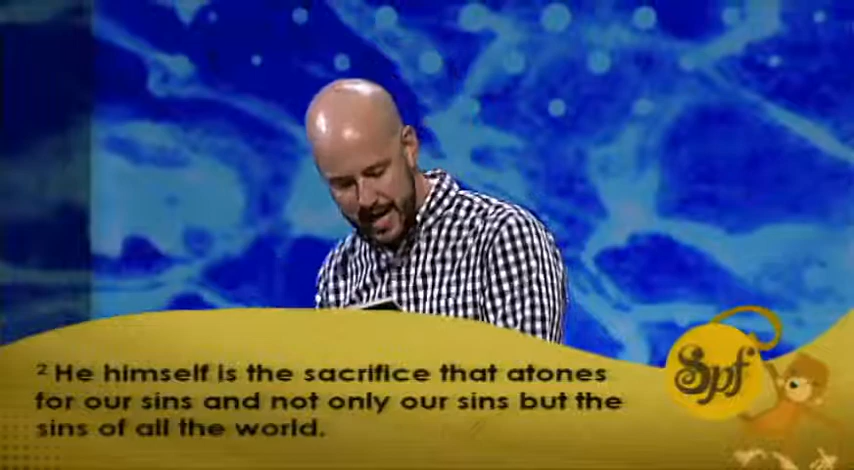 ² He himself is the sacrifice that atones
for our sins and not only our sins but the
sins of all the world.
Spf